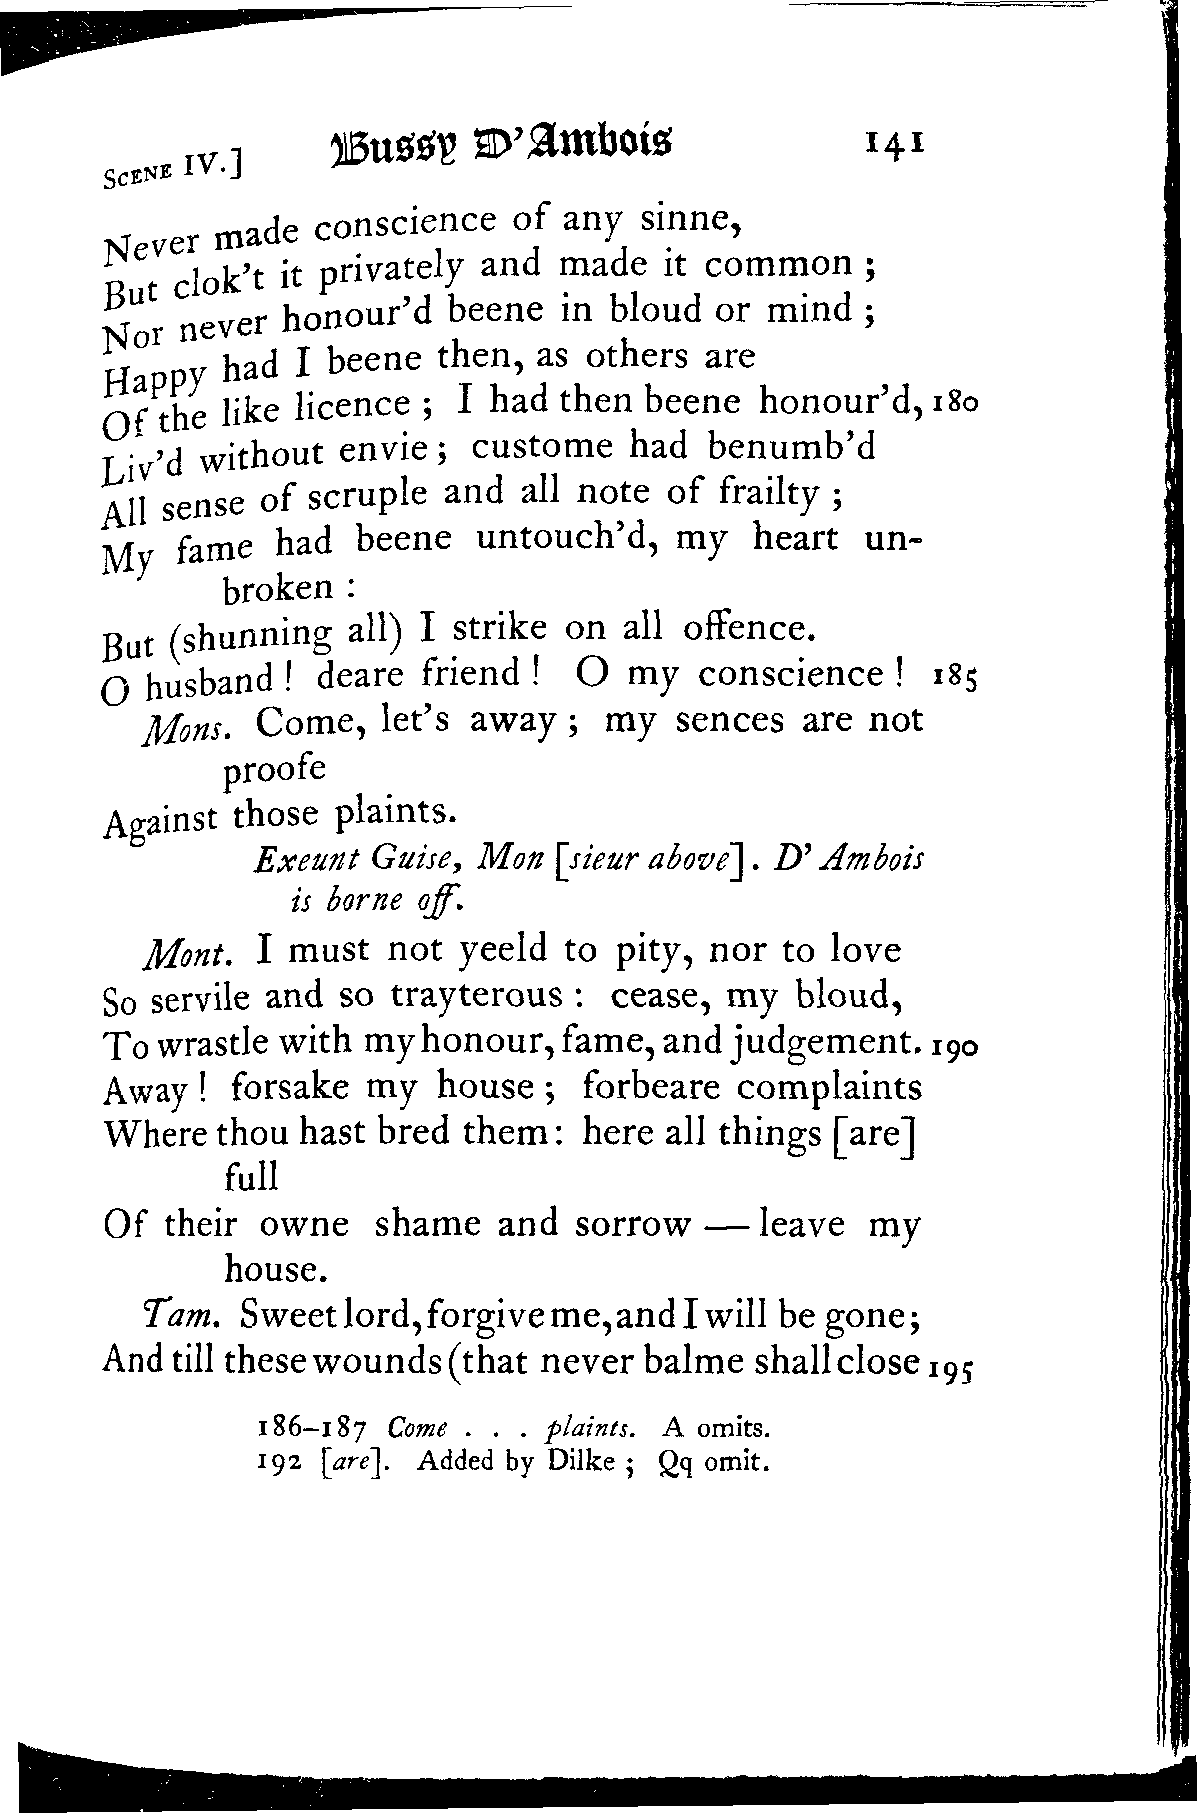 SCENE IV.] Bussy D'Ambois 141
Never made conscience of any sinne,
But clok't it privately and made it common ;
Nor never honour'd beene in bloud or mind ;
Happy had I beene then, as others are
Of the like licence ; I had then beene honour'd, 180
Liv'd without envie ; custome had benumb'd
All sense of scruple and all note of frailty ;
My fame had beene untouch'd, my heart un-
broken :
But (shunning all) I strike on all offence.
O husband ! deare friend ! O my conscience ! 185
Mons. Come, let's away ; my sences are not
proofe
Against those plaints.
Exeunt Guise, Mon [sieur above]. D'Ambois
is borne off.
Mont. I must not yeeld to pity, nor to love
So servile and so trayterous : cease, my bloud,
To wrastle with my honour, fame, and judgement. 190
Away ! forsake my house ; forbeare complaints
Where thou hast bred them : here all things [are]
full
Of their owne shame and sorrow — leave my
house.
Tam. Sweet lord, forgive me, and I will be gone;
And till these wounds (that never balme shall close 195
186–187 Come . . . plaints. A omits.
192 [are]. Added by Dilke ; Qq omit.